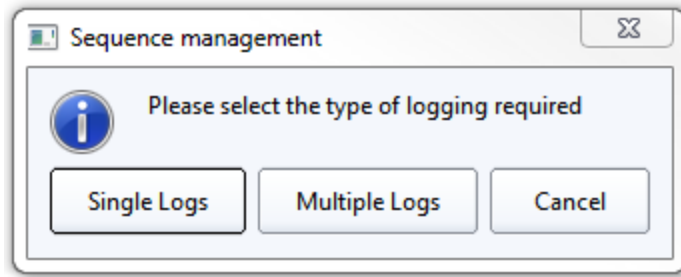 Sequence management
Please select the type of logging required
Single Logs
Multiple Logs
Cancel